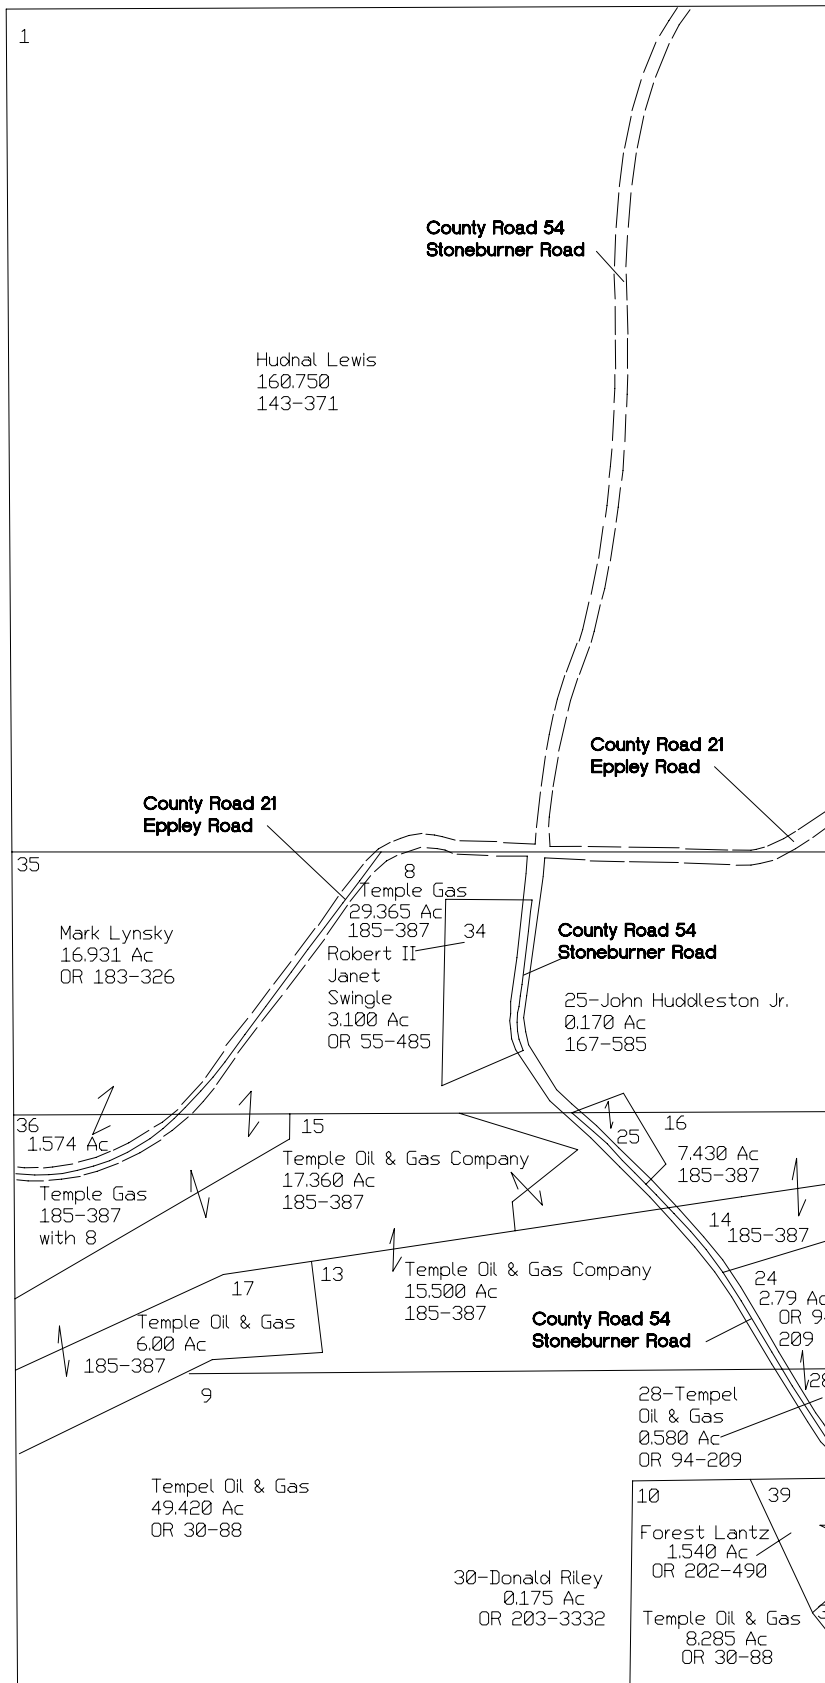 1
County Road 54
Stoneburner Road
Hudnal Lewis
160.750
143-371
County Road 21
Eppley Road
County Road 21
Eppley Road
35
8
Temple Gas
29.365 Ac
185-387
34
Mark Lynsky
16.931 Ac
OR 183-326
Robert II
Janet
Swingle
3.100 Ac
OR 55-485
County Road 54
Stoneburner Road
25-John Huddleston Jr.
0.170 Ac
167-585
36
1.574 Ac
15
25
16
Temple Oil & Gas Company
17.360 Ac
185-387
7.430 Ac
185-387
Temple Gas
185-387
with 8
14
185-387
17
13
Temple Oil & Gas Company
15.500 Ac
185-387
24
2.79 Ac
OR 9
209
Temple Oil & Gas
6.00 Ac
185-387
County Road 54
Stoneburner Road
9
28
28-Tempel
Oil & Gas
0.580 Ac
OR 94-209
Tempel Oil & Gas
49.420 Ac
OR 30-88
10
39
Forest Lantz
1.540 Ac
OR 202-490
30-Donald Riley
0.175 Ac
OR 203-3332
Temple Oil & Gas
8.285 Ac
OR 30-88